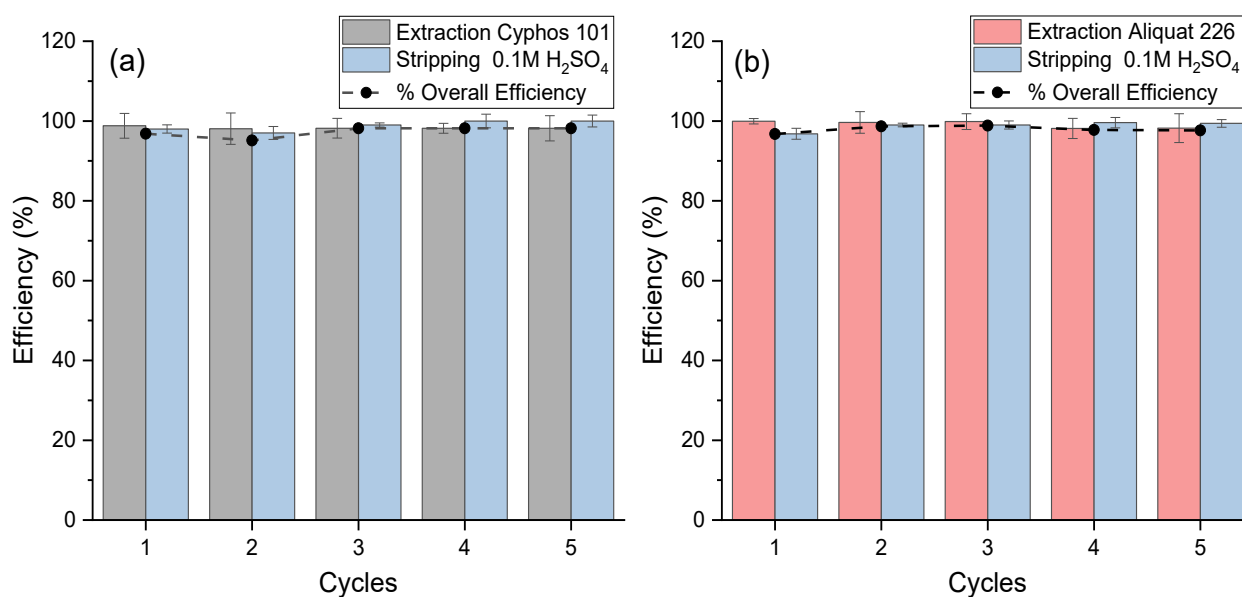 (a)
Extraction Cyphos 101
Stripping 0.1M H₂SO₄
% Overall Efficiency
120
100
80
60
40
20
0
Efficiency (%)
1 2 3 4 5
Cycles
(b)
Extraction Aliquat 226
Stripping 0.1M H₂SO₄
% Overall Efficiency
120
100
80
60
40
20
0
Efficiency (%)
1 2 3 4 5
Cycles